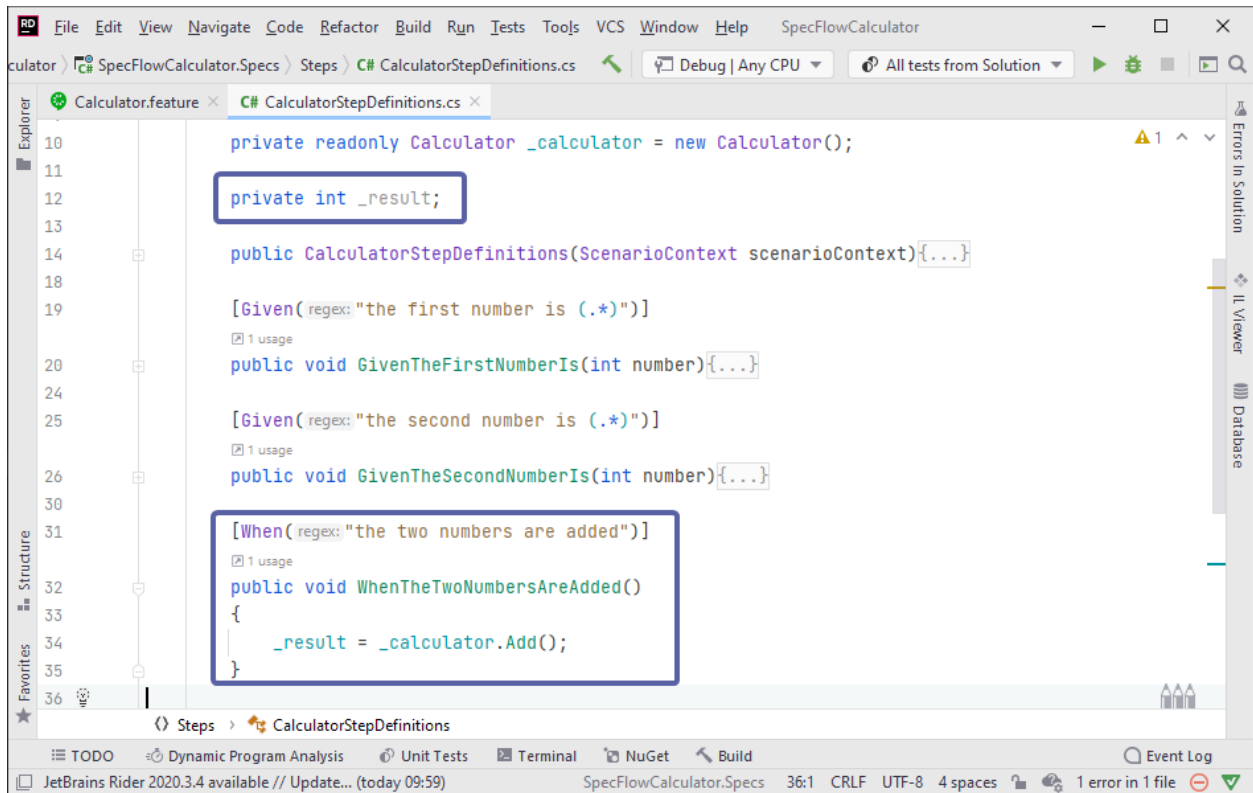 RD File Edit View Navigate Code Refactor Build Run Tests Tools VCS Window Help SpecFlowCalculator
culator SpecFlowCalculator.Specs Steps C# CalculatorStepDefinitions.cs Debug | Any CPU All tests from Solution
Explorer
Calculator.feature C# CalculatorStepDefinitions.cs
10 private readonly Calculator _calculator = new Calculator(); 1
11
12 private int _result;
13
14 public CalculatorStepDefinitions(ScenarioContext scenarioContext){...}
18
19 [Given( regex: "the first number is (.*)")]
1 usage
20 public void GivenTheFirstNumberIs(int number){...}
24
25 [Given( regex: "the second number is (.*)")]
1 usage
26 public void GivenTheSecondNumberIs(int number){...}
30
31 [When( regex: "the two numbers are added")]
1 usage
32 public void WhenTheTwoNumbersAreAdded()
33 {
34 _result = _calculator.Add();
35 }
36
Structure
Favorites
Errors In Solution
IL Viewer
Database
Steps CalculatorStepDefinitions
TODO Dynamic Program Analysis Unit Tests Terminal NuGet Build Event Log
JetBrains Rider 2020.3.4 available // Update... (today 09:59) SpecFlowCalculator.Specs 36:1 CRLF UTF-8 4 spaces 1 error in 1 file